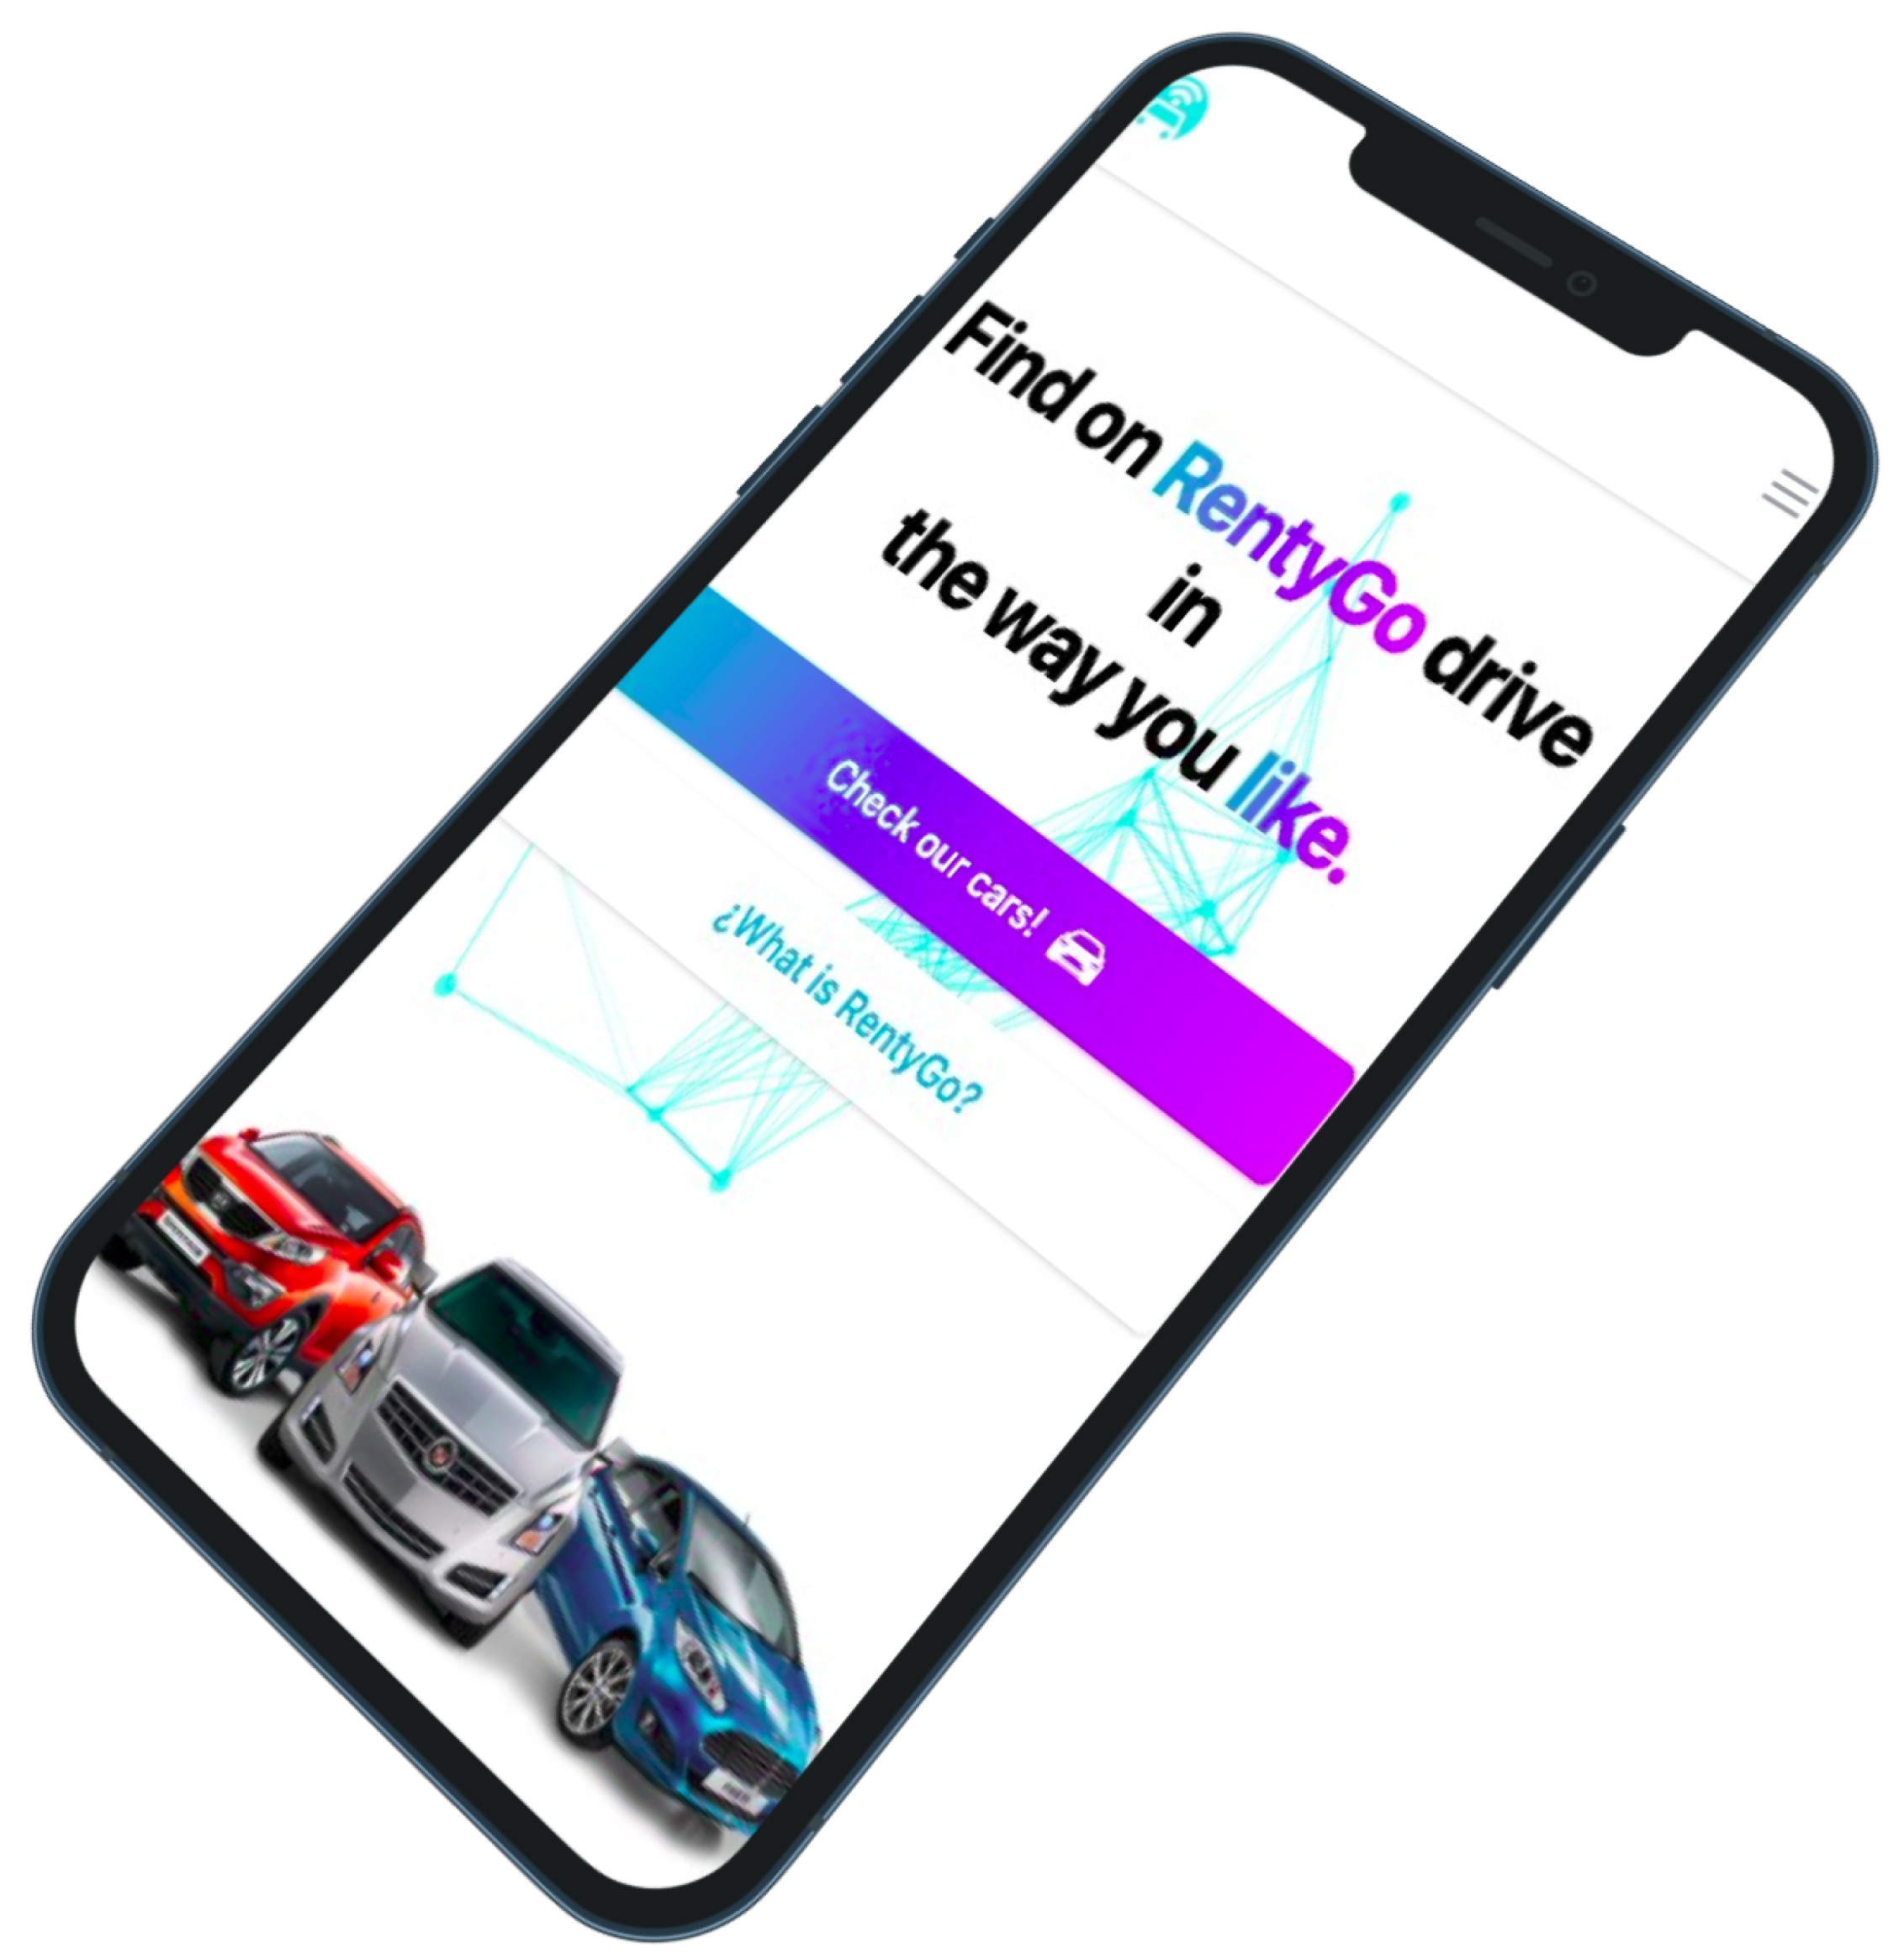 Find on RentyGo drive
in
the way you like.
Check our cars!
¿What is RentyGo?